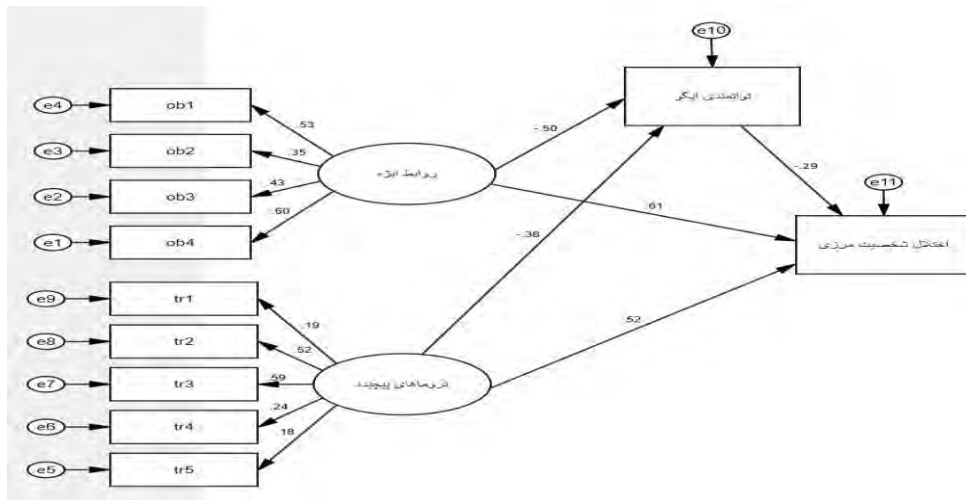 e10
توانمندی ایگو
e4
ob1
.53
-.50
e3
ob2
.35
روابط ابژه
-.29
e2
ob3
.43
e11
.61
e1
ob4
.60
-.38
اختلال شخصیت مرزی
e9
tr1
.19
e8
tr2
.52
.52
e7
tr3
.59
تروماهای پیچیده
e6
tr4
.24
e5
tr5
.18